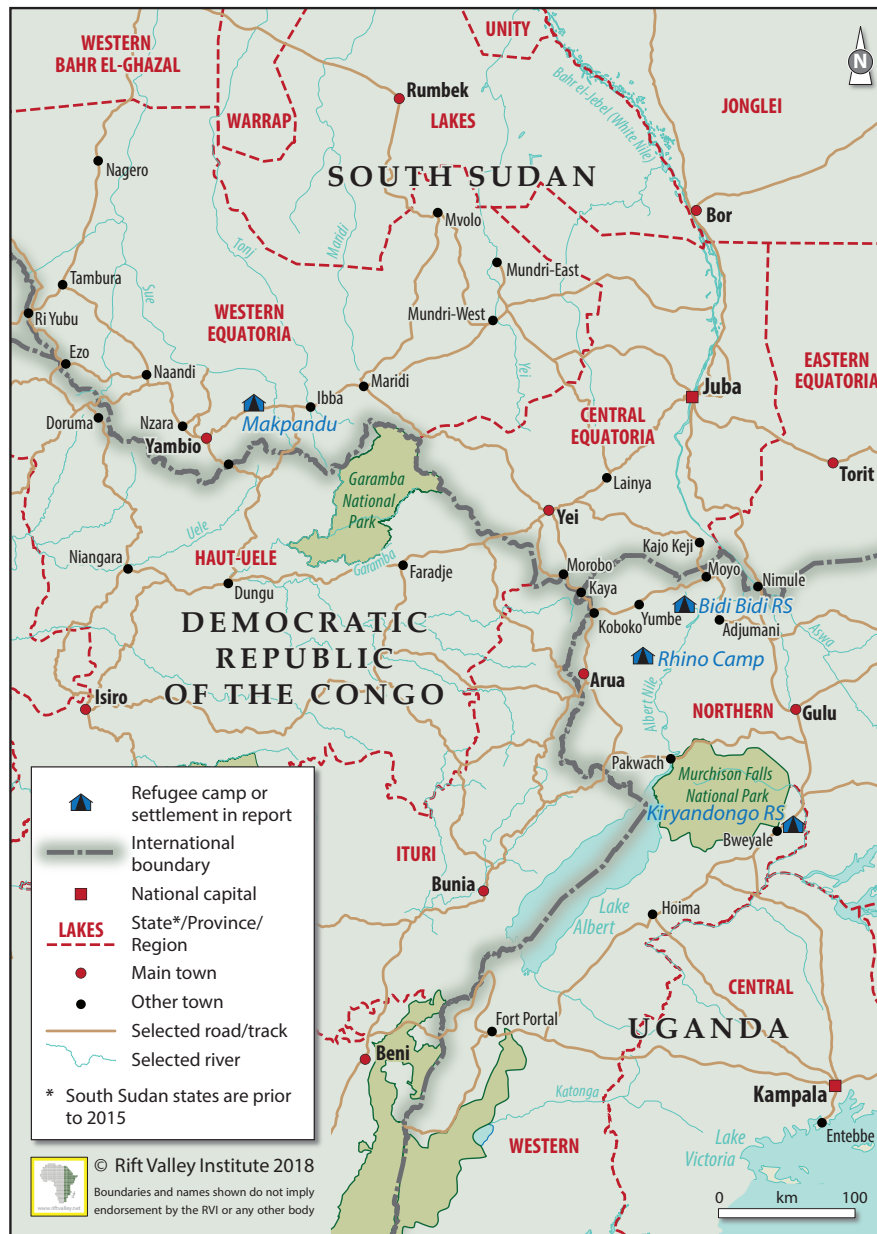 UNITY
WESTERN
BAHR EL-GHAZAL
N
Bahr el-Jebel (White Nile)
Rumbek
JONGLEI
WARRAP
LAKES
Nagero
SOUTH SUDAN
Mvolo
Bor
Tonj
Maridi
Mundri-East
Tambura
Sue
WESTERN
EQUATORIA
Mundri-West
Ri Yubu
Ezo
Naandi
Yei
EASTERN
EQUATORIA
Maridi
Juba
Ibba
Makpandu
CENTRAL
EQUATORIA
Doruma
Nzara
Yambio
Torit
Garamba
National
Park
Lainya
Yei
Uele
Kajo Keji
Niangara
HAUT-UELE
Garamba
Faradje
Morobo
Moyo
Nimule
Dungu
Kaya
Bidi Bidi RS
DEMOCRATIC
REPUBLIC
OF THE CONGO
Koboko
Yumbe
Adjumani
Aswa
Rhino Camp
Arua
Isiro
Albert Nile
NORTHERN
Gulu
Pakwach
Murchison Falls
National Park
Kiryandongo RS
Bweyale
ITURI
Bunia
Lake
Albert
Hoima
CENTRAL
Fort Portal
UGANDA
Beni
Kampala
Katonga
Entebbe
WESTERN
Lake
Victoria
Refugee camp or
settlement in report
International
boundary
National capital
LAKES
State*/Province/
Region
Main town
Other town
Selected road/track
Selected river
* South Sudan states are prior
to 2015
© Rift Valley Institute 2018
www.riftvalley.net
Boundaries and names shown do not imply
endorsement by the RVI or any other body
0 km 100